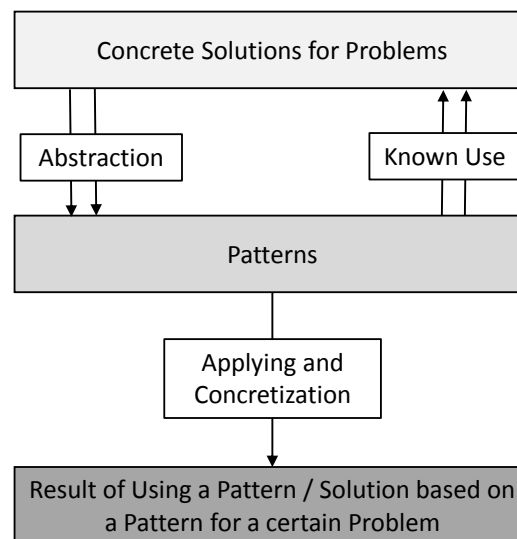 Concrete Solutions for Problems
Abstraction
Known Use
Patterns
Applying and
Concretization
Result of Using a Pattern / Solution based on
a Pattern for a certain Problem